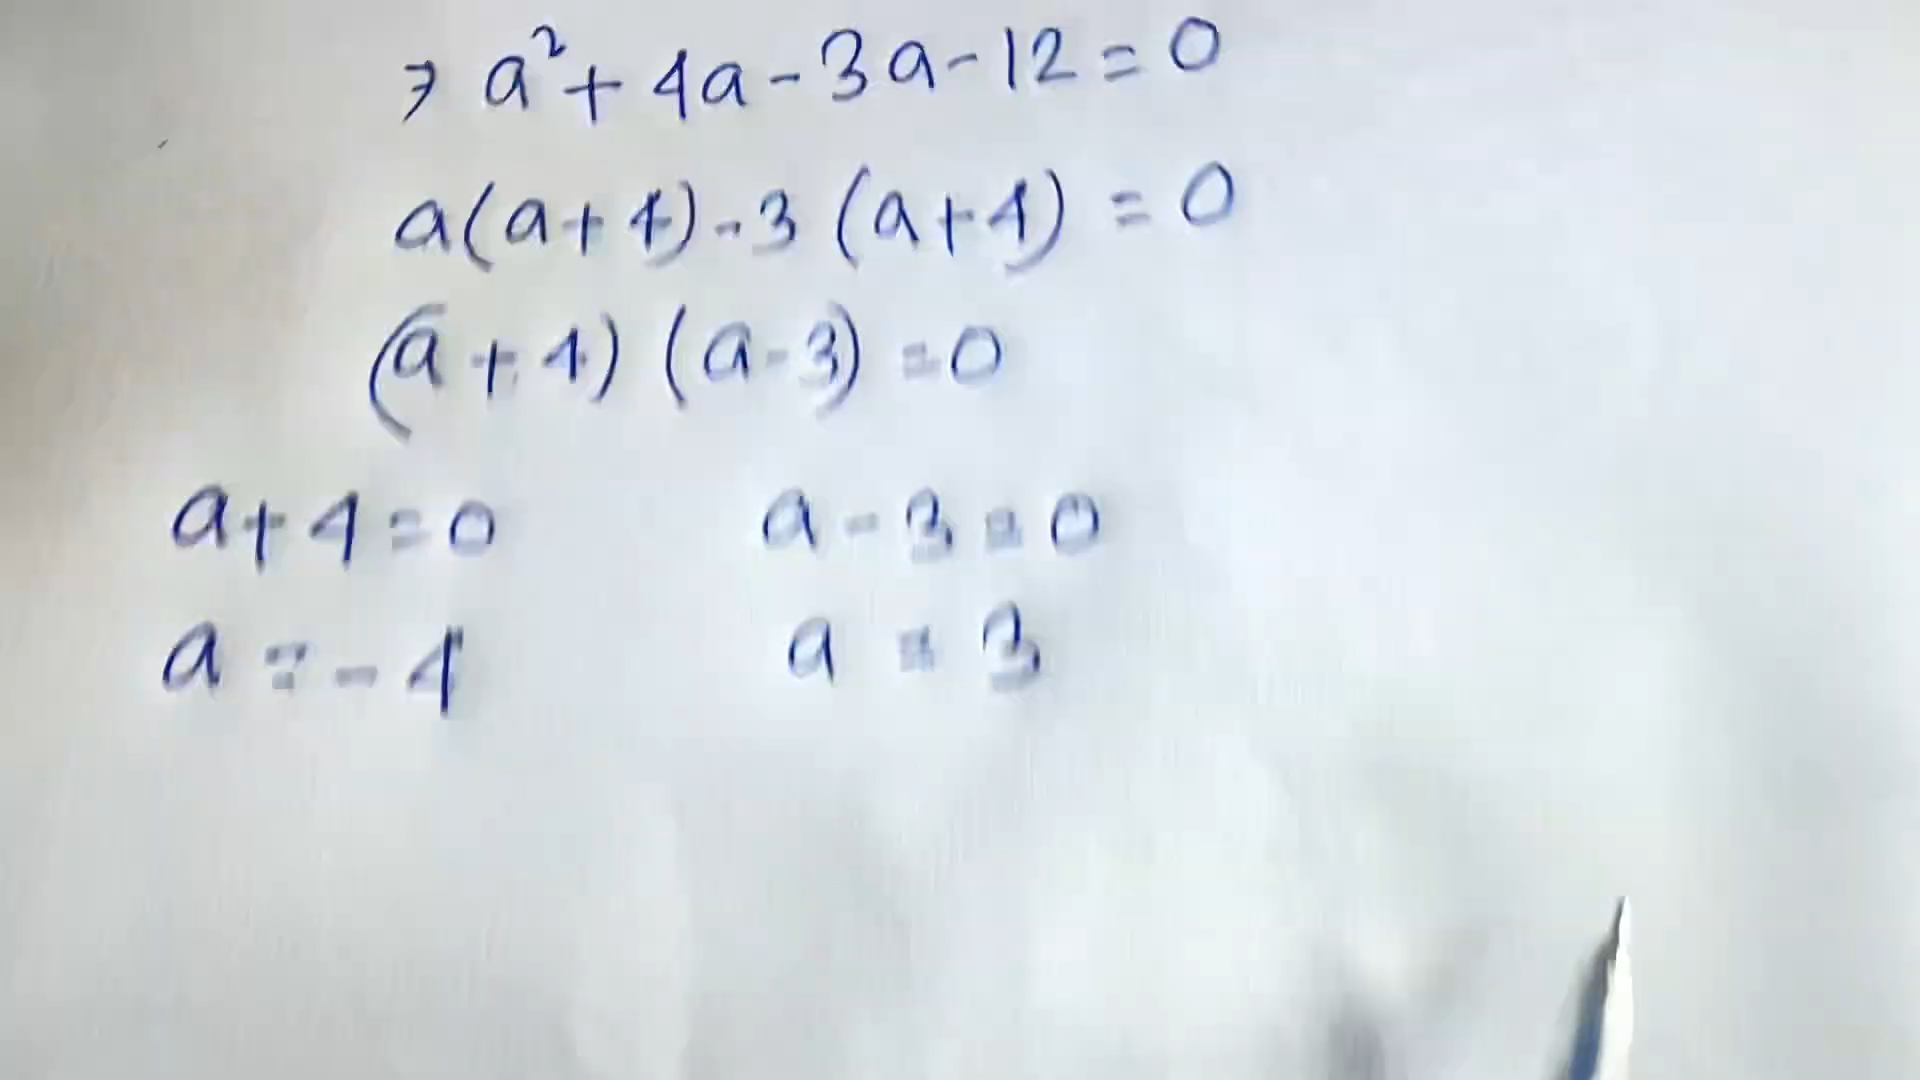 ⇒ a² + 4a - 3a - 12 = 0
a(a+4) - 3 (a+4) = 0
(a+4) (a-3) = 0
a+4=0 a-3=0
a=-4 a=3